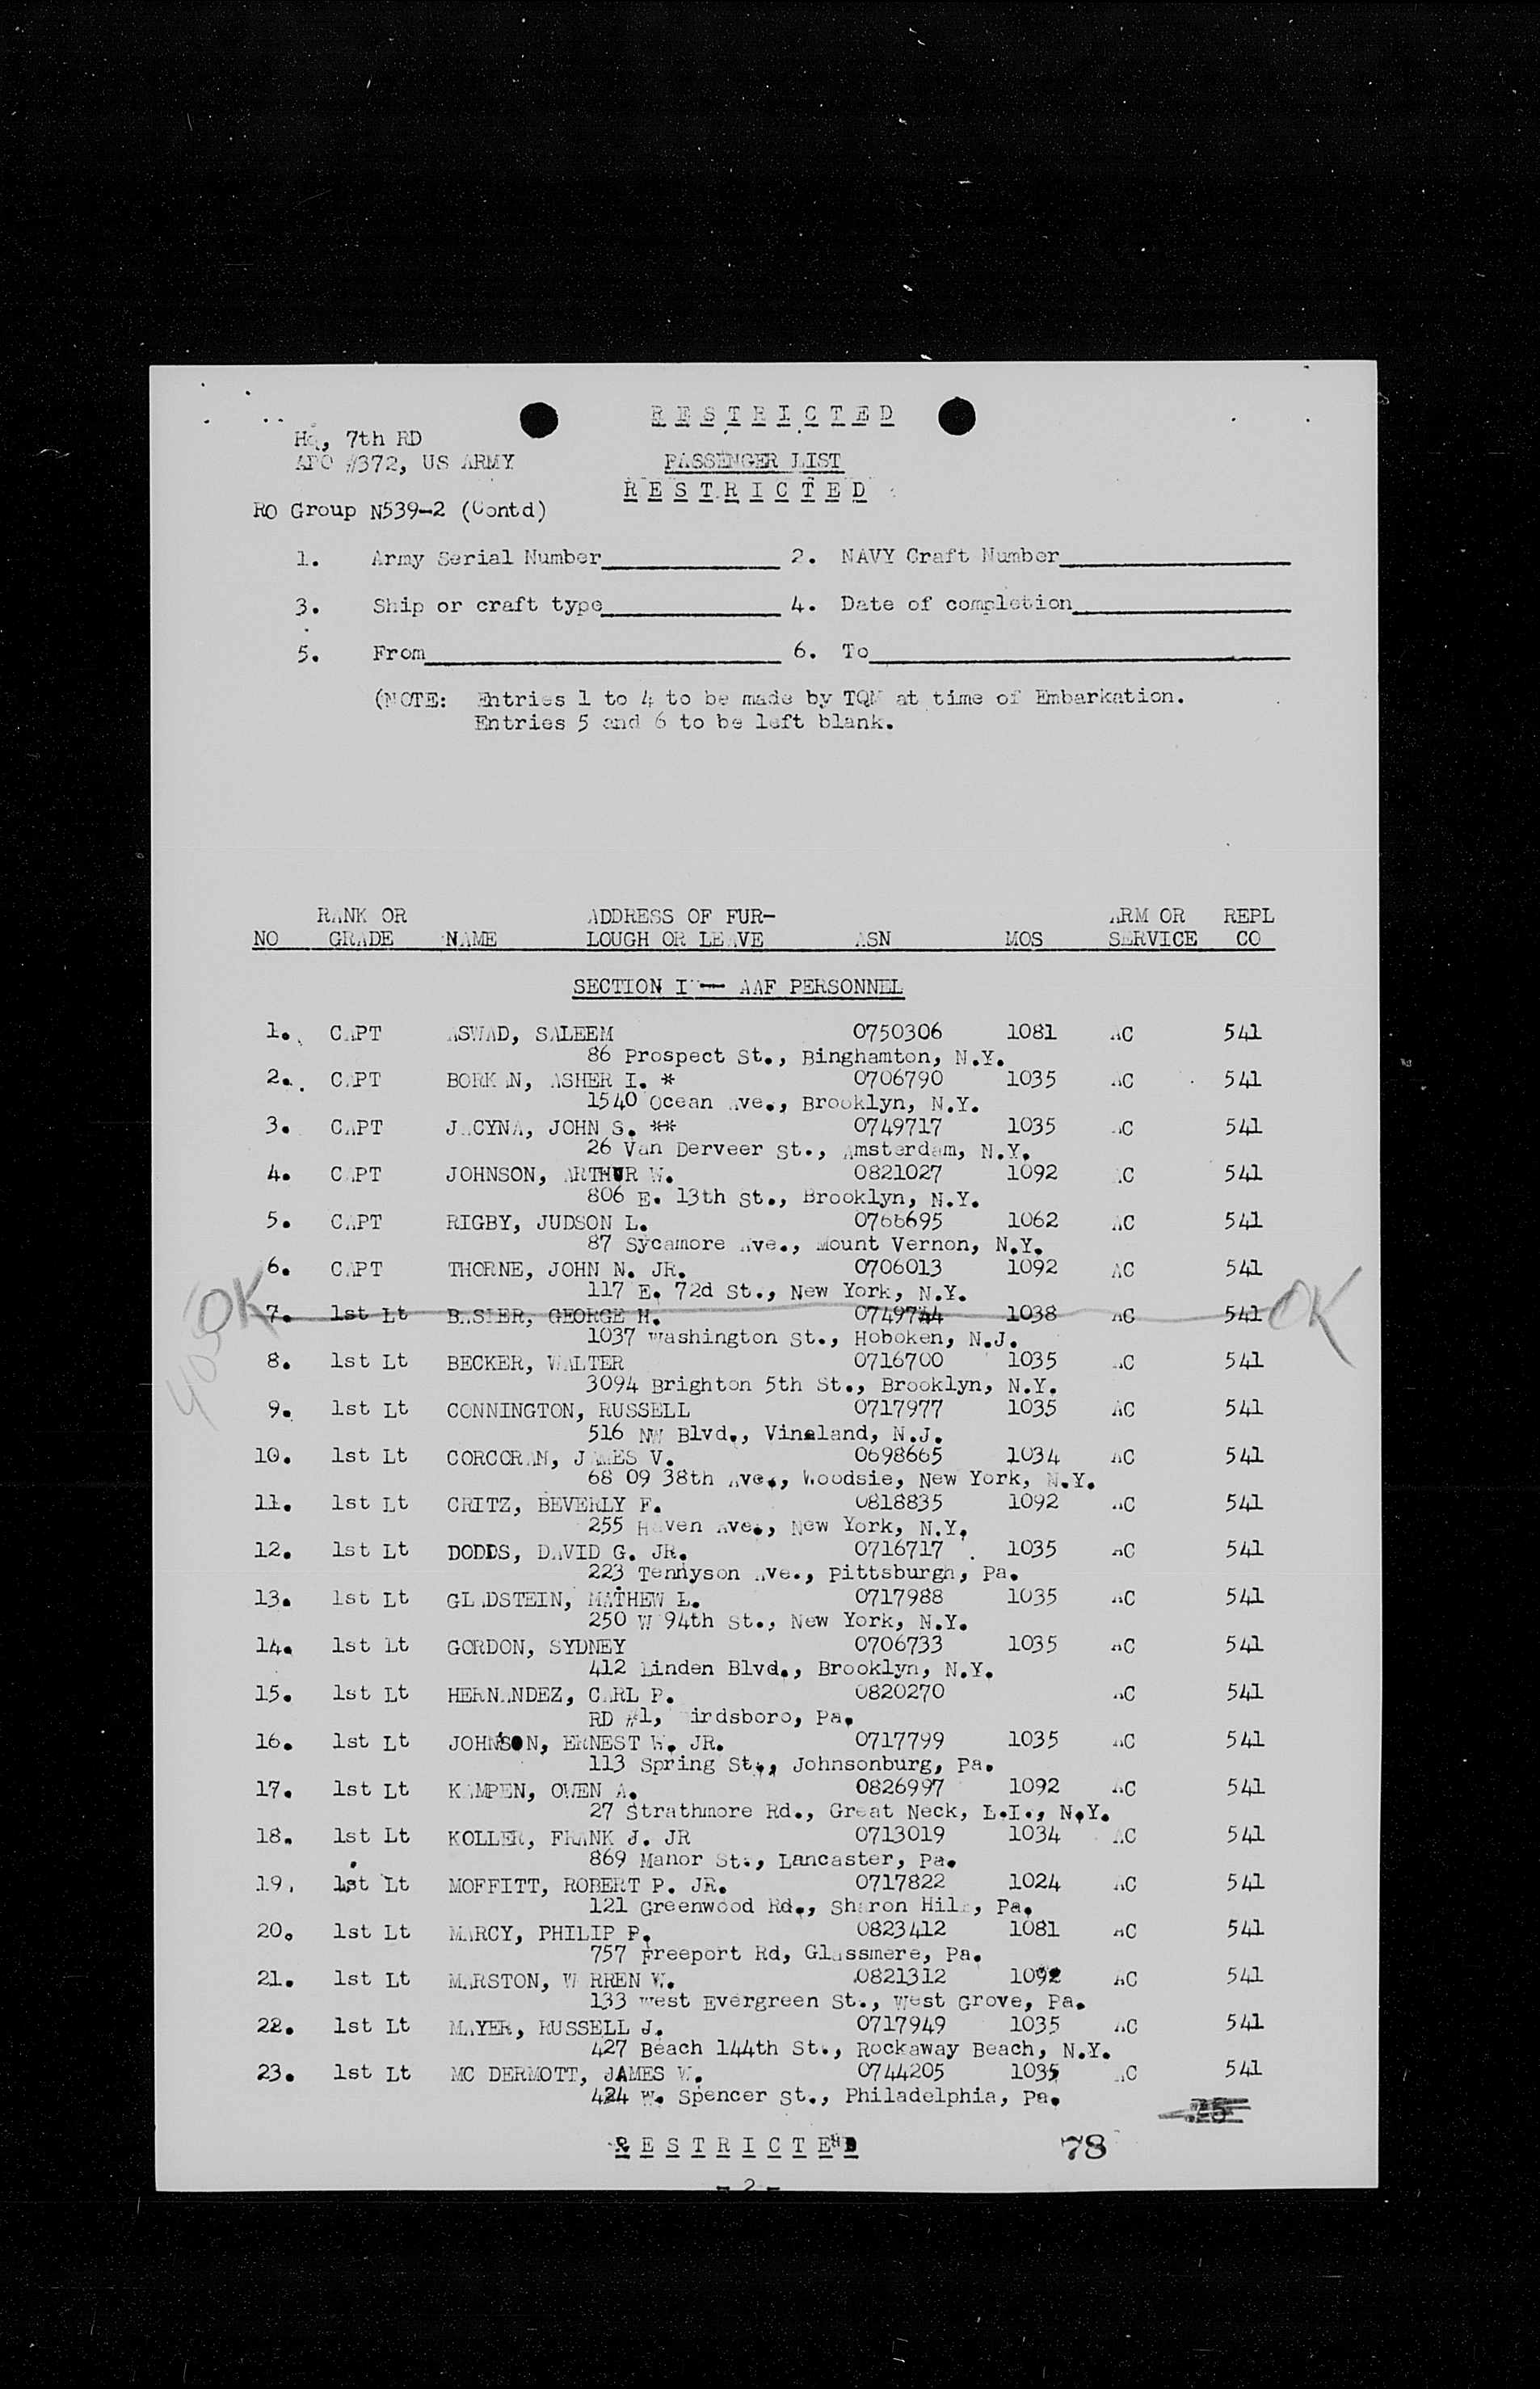 RESTRICTED
Hq, 7th RD
APO #372, US ARMY
PASSENGER LIST
RESTRICTED
RO Group N539-2 (Contd)
1. Army Serial Number 2. NAVY Craft Number
3. Ship or craft type 4. Date of completion
5. From 6. To
(NOTE: Entries 1 to 4 to be made by TQM at time of Embarkation.
Entries 5 and 6 to be left blank.
RANK OR ADDRESS OF FUR- ARM OR REPL
NO GRADE NAME LOUGH OR LEAVE ASN MOS SERVICE CO
SECTION I - AAF PERSONNEL
1. CAPT ASWAD, SALEEM 0750306 1081 AC 541
86 Prospect St., Binghamton, N.Y.
2. CAPT BORKAN, ASHER I. * 0706790 1035 AC 541
1540 Ocean Ave., Brooklyn, N.Y.
3. CAPT JACYNA, JOHN S. ** 0749717 1035 AC 541
26 Van Derveer St., Amsterdam, N.Y.
4. CAPT JOHNSON, ARTHUR W. 0821027 1092 AC 541
806 E. 13th St., Brooklyn, N.Y.
5. CAPT RIGBY, JUDSON L. 0766695 1062 AC 541
87 Sycamore Ave., Mount Vernon, N.Y.
6. CAPT THORNE, JOHN N. JR. 0706013 1092 AC 541
117 E. 72d St., New York, N.Y.
OK 7. 1st Lt BASLER, GEORGE H. 0749744 1038 AC 541 OK
1037 Washington St., Hoboken, N.J.
8. 1st Lt BECKER, WALTER 0716700 1035 AC 541
3094 Brighton 5th St., Brooklyn, N.Y.
9. 1st Lt CONNINGTON, RUSSELL 0717977 1035 AC 541
516 NW Blvd., Vineland, N.J.
10. 1st Lt CORCORAN, JAMES V. 0698665 1034 AC 541
68 09 38th Ave., Woodsie, New York, N.Y.
11. 1st Lt CRITZ, BEVERLY F. 0818835 1092 AC 541
255 Haven Ave., New York, N.Y.
12. 1st Lt DODDS, DAVID G. JR. 0716717 1035 AC 541
223 Tennyson Ave., Pittsburgh, Pa.
13. 1st Lt GLADSTEIN, MATHEW L. 0717988 1035 AC 541
250 W 94th St., New York, N.Y.
14. 1st Lt GORDON, SYDNEY 0706733 1035 AC 541
412 Linden Blvd., Brooklyn, N.Y.
15. 1st Lt HERNANDEZ, CARL P. 0820270 AC 541
RD #1, Birdsboro, Pa.
16. 1st Lt JOHNSON, ERNEST W. JR. 0717799 1035 AC 541
113 Spring St., Johnsonburg, Pa.
17. 1st Lt KAMPEN, OWEN A. 0826997 1092 AC 541
27 Strathmore Rd., Great Neck, L.I., N.Y.
18. 1st Lt KOLLER, FRANK J. JR 0713019 1034 AC 541
869 Manor St., Lancaster, Pa.
19. 1st Lt MOFFITT, ROBERT P. JR. 0717822 1024 AC 541
121 Greenwood Rd., Sharon Hill, Pa.
20. 1st Lt MARCY, PHILIP P. 0823412 1081 AC 541
757 Freeport Rd, Glassmere, Pa.
21. 1st Lt MARSTON, WARREN W. 0821312 1092 AC 541
133 West Evergreen St., West Grove, Pa.
22. 1st Lt MAYER, RUSSELL J. 0717949 1035 AC 541
427 Beach 144th St., Rockaway Beach, N.Y.
23. 1st Lt MC DERMOTT, JAMES W. 0744205 1035 AC 541
424 W. Spencer St., Philadelphia, Pa.
25
RESTRICTED
78
- 2 -